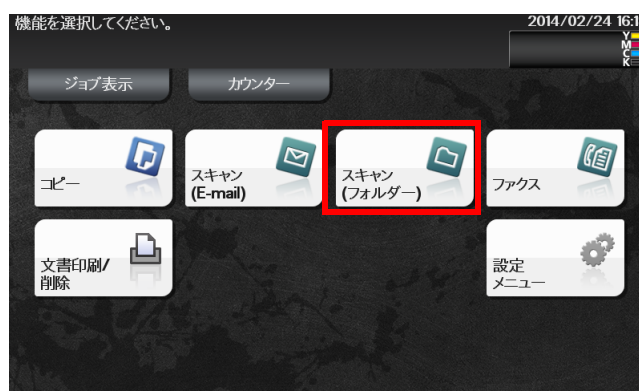 機能を選択してください。
2014/02/24 16:1
Y
M
C
K
ジョブ表示
カウンター
コピー
スキャン
(E-mail)
スキャン
(フォルダー)
ファクス
文書印刷/
削除
設定
メニュー